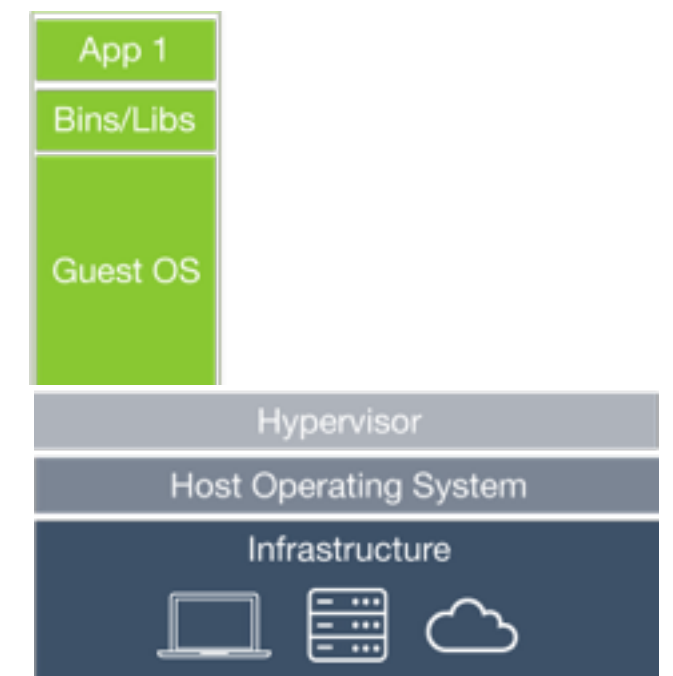 App 1
Bins/Libs
Guest OS
Hypervisor
Host Operating System
Infrastructure